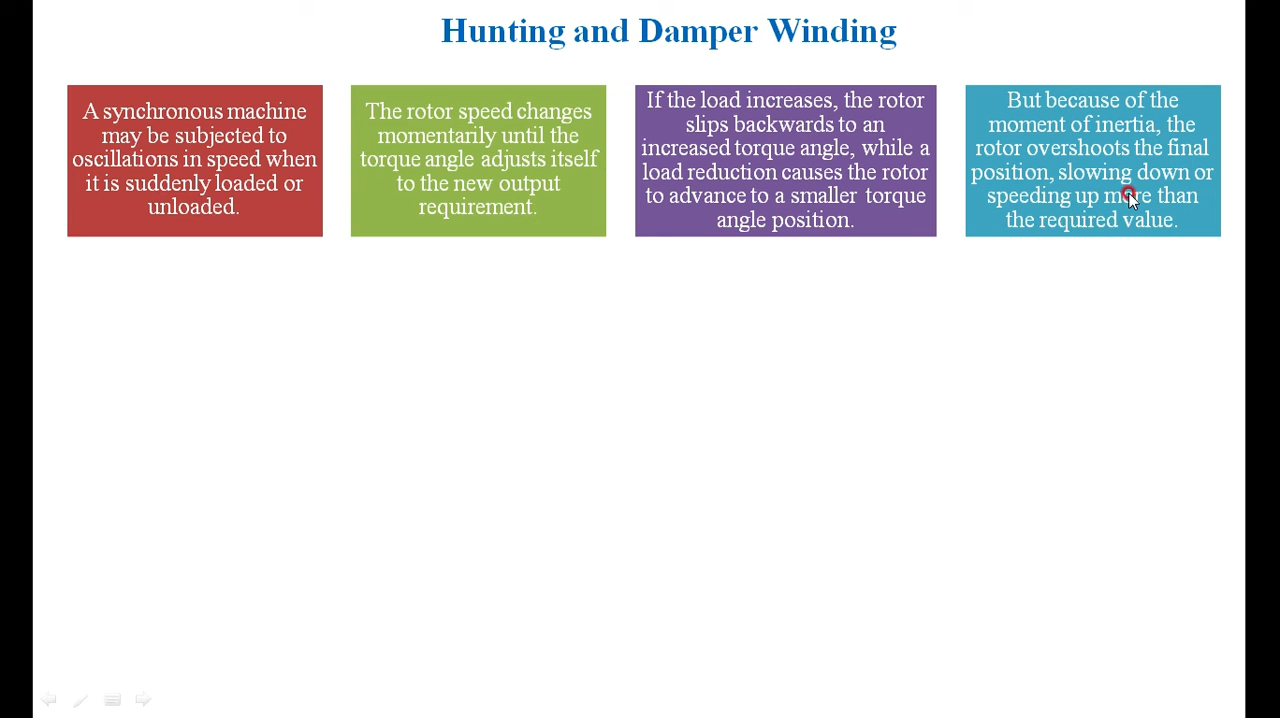 Hunting and Damper Winding
A synchronous machine
may be subjected to
oscillations in speed when
it is suddenly loaded or
unloaded.
The rotor speed changes
momentarily until the
torque angle adjusts itself
to the new output
requirement.
If the load increases, the rotor
slips backwards to an
increased torque angle, while a
load reduction causes the rotor
to advance to a smaller torque
angle position.
But because of the
moment of inertia, the
rotor overshoots the final
position, slowing down or
speeding up more than
the required value.